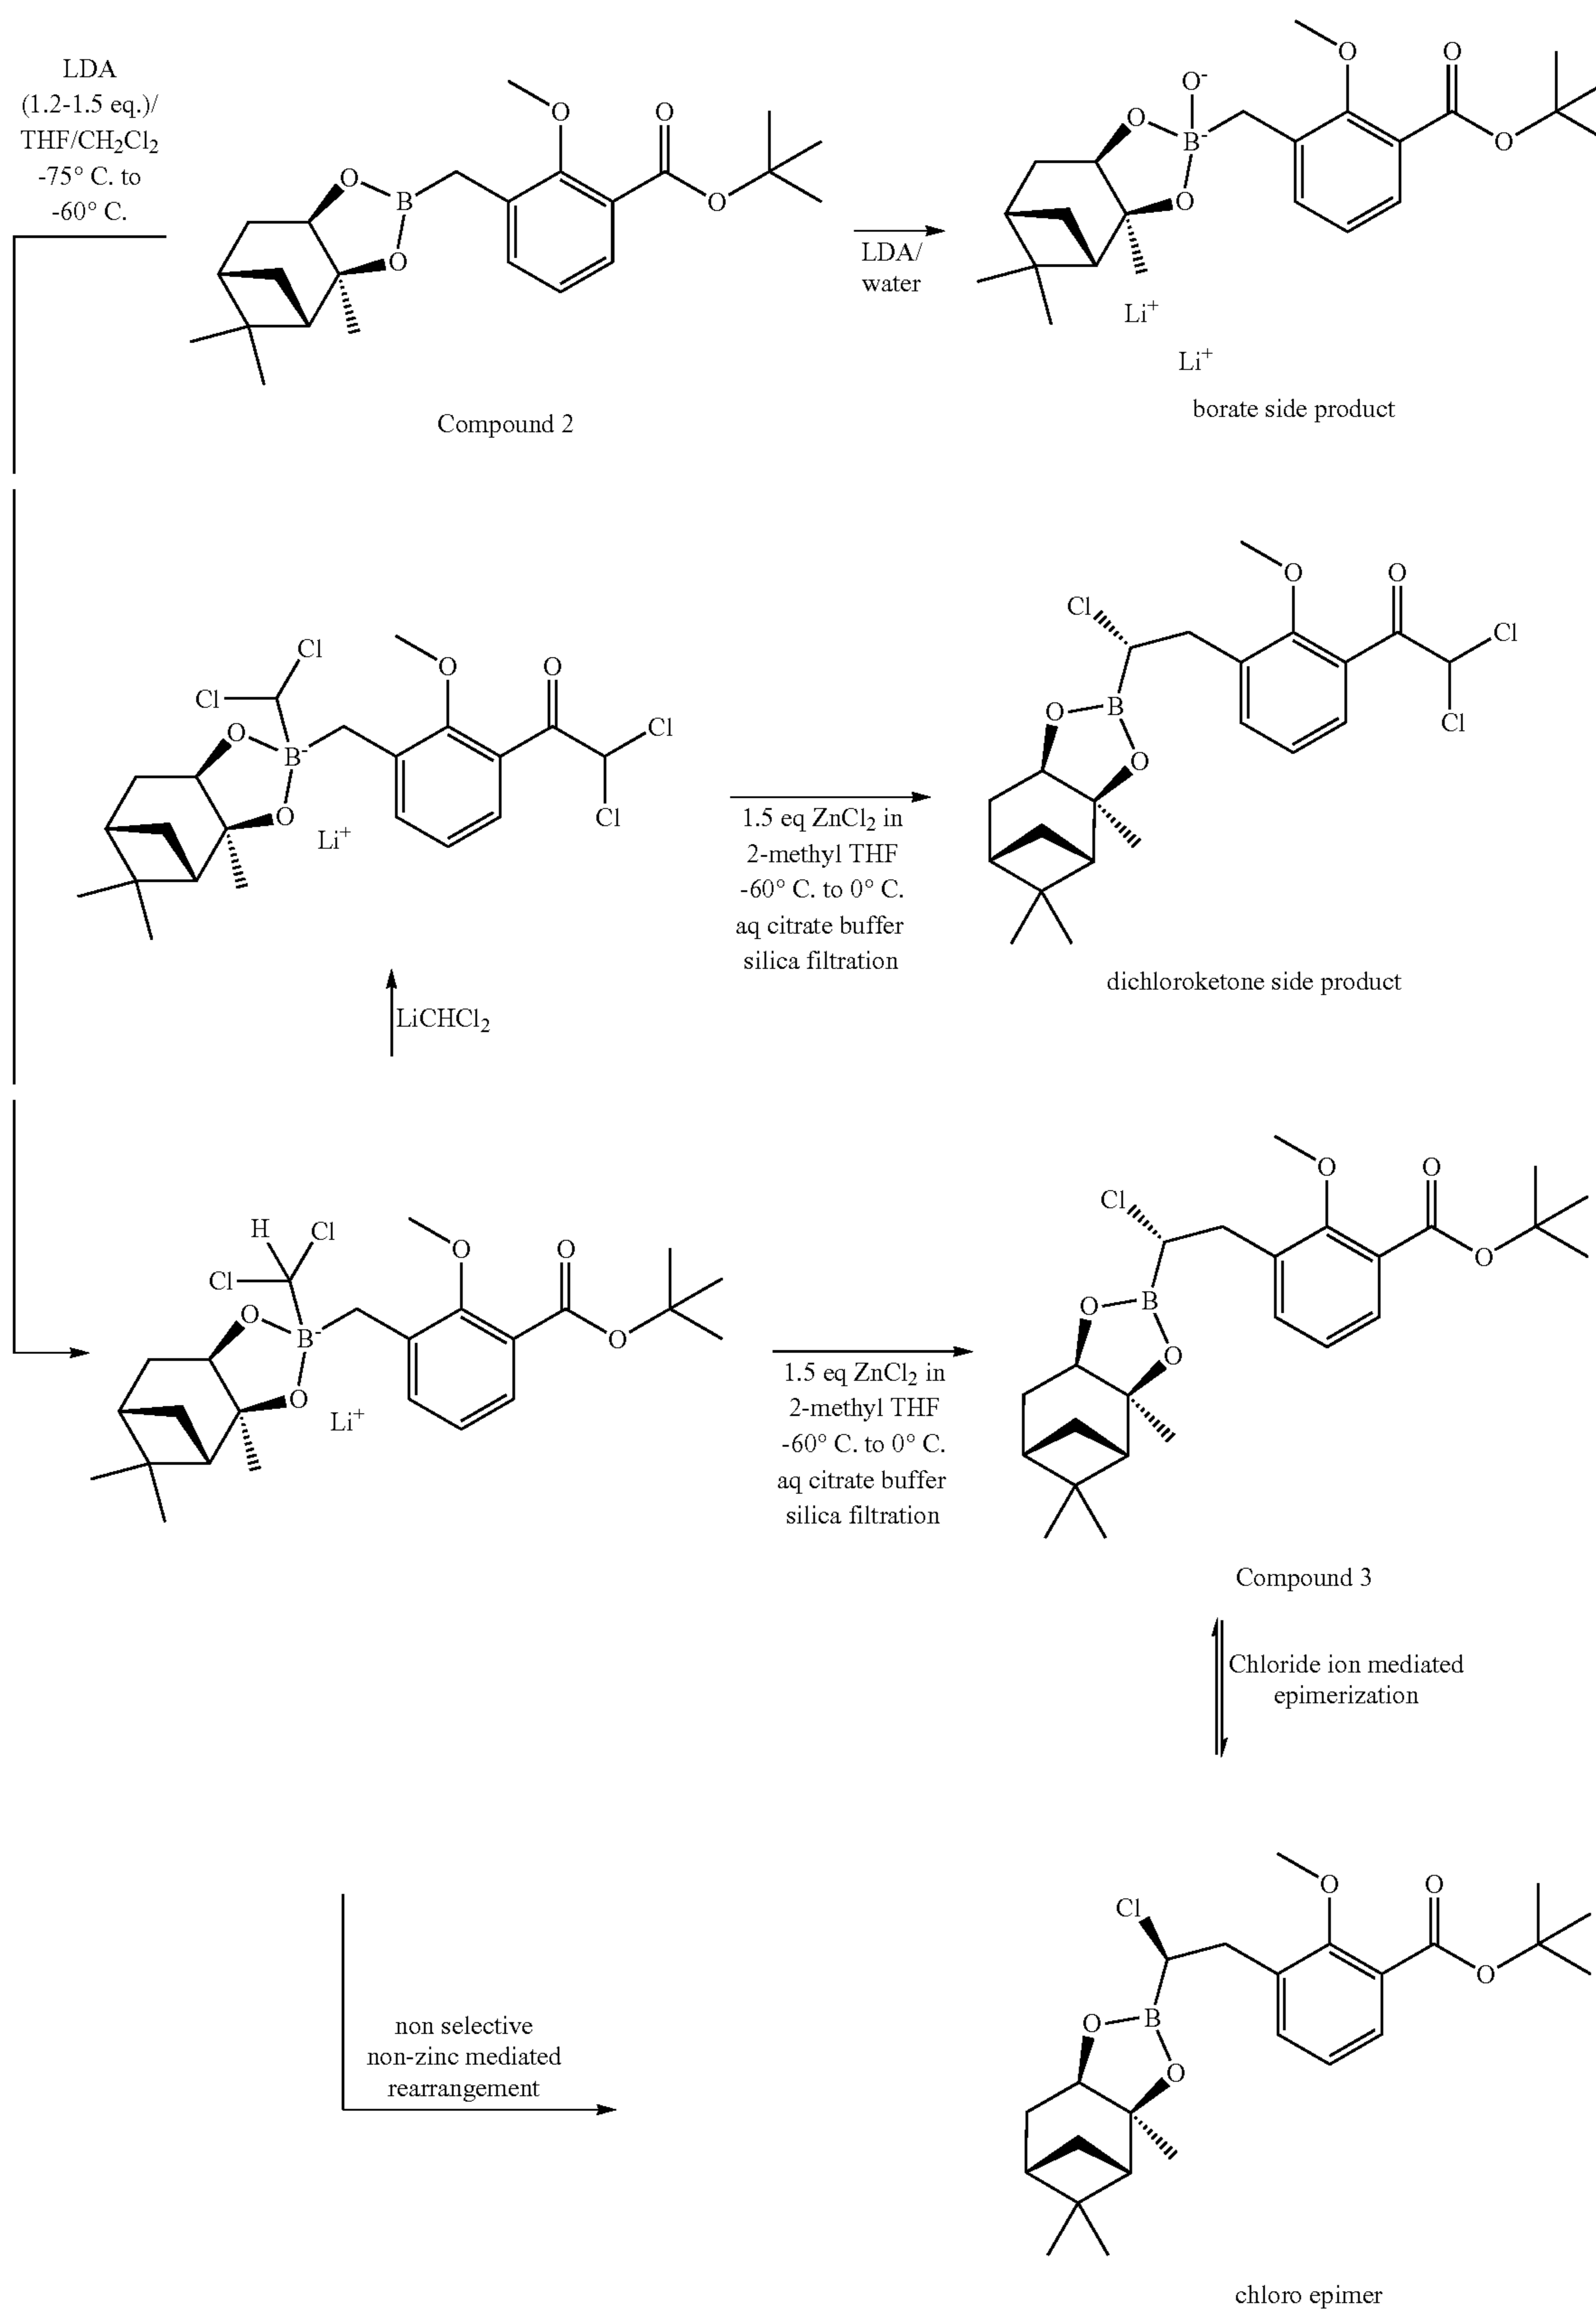 LDA
(1.2-1.5 eq.)/
THF/CH₂Cl₂
-75° C. to
-60° C.
O
O
B
O
O
O
Compound 2
LDA/
water
O⁻
O
O
B⁻
O
O
O
Li⁺
Li⁺
borate side product
Cl
Cl
O
O
O
B⁻
Cl
O
Cl
Li⁺
1.5 eq ZnCl₂ in
2-methyl THF
-60° C. to 0° C.
aq citrate buffer
silica filtration
O
O
Cl
Cl
Cl
O
B
O
dichloroketone side product
LiCHCl₂
H
Cl
Cl
O
O
O
B⁻
O
O
Li⁺
1.5 eq ZnCl₂ in
2-methyl THF
-60° C. to 0° C.
aq citrate buffer
silica filtration
O
O
Cl
O
O
B
O
Compound 3
Chloride ion mediated
epimerization
non selective
non-zinc mediated
rearrangement
O
O
Cl
O
O
B
O
chloro epimer